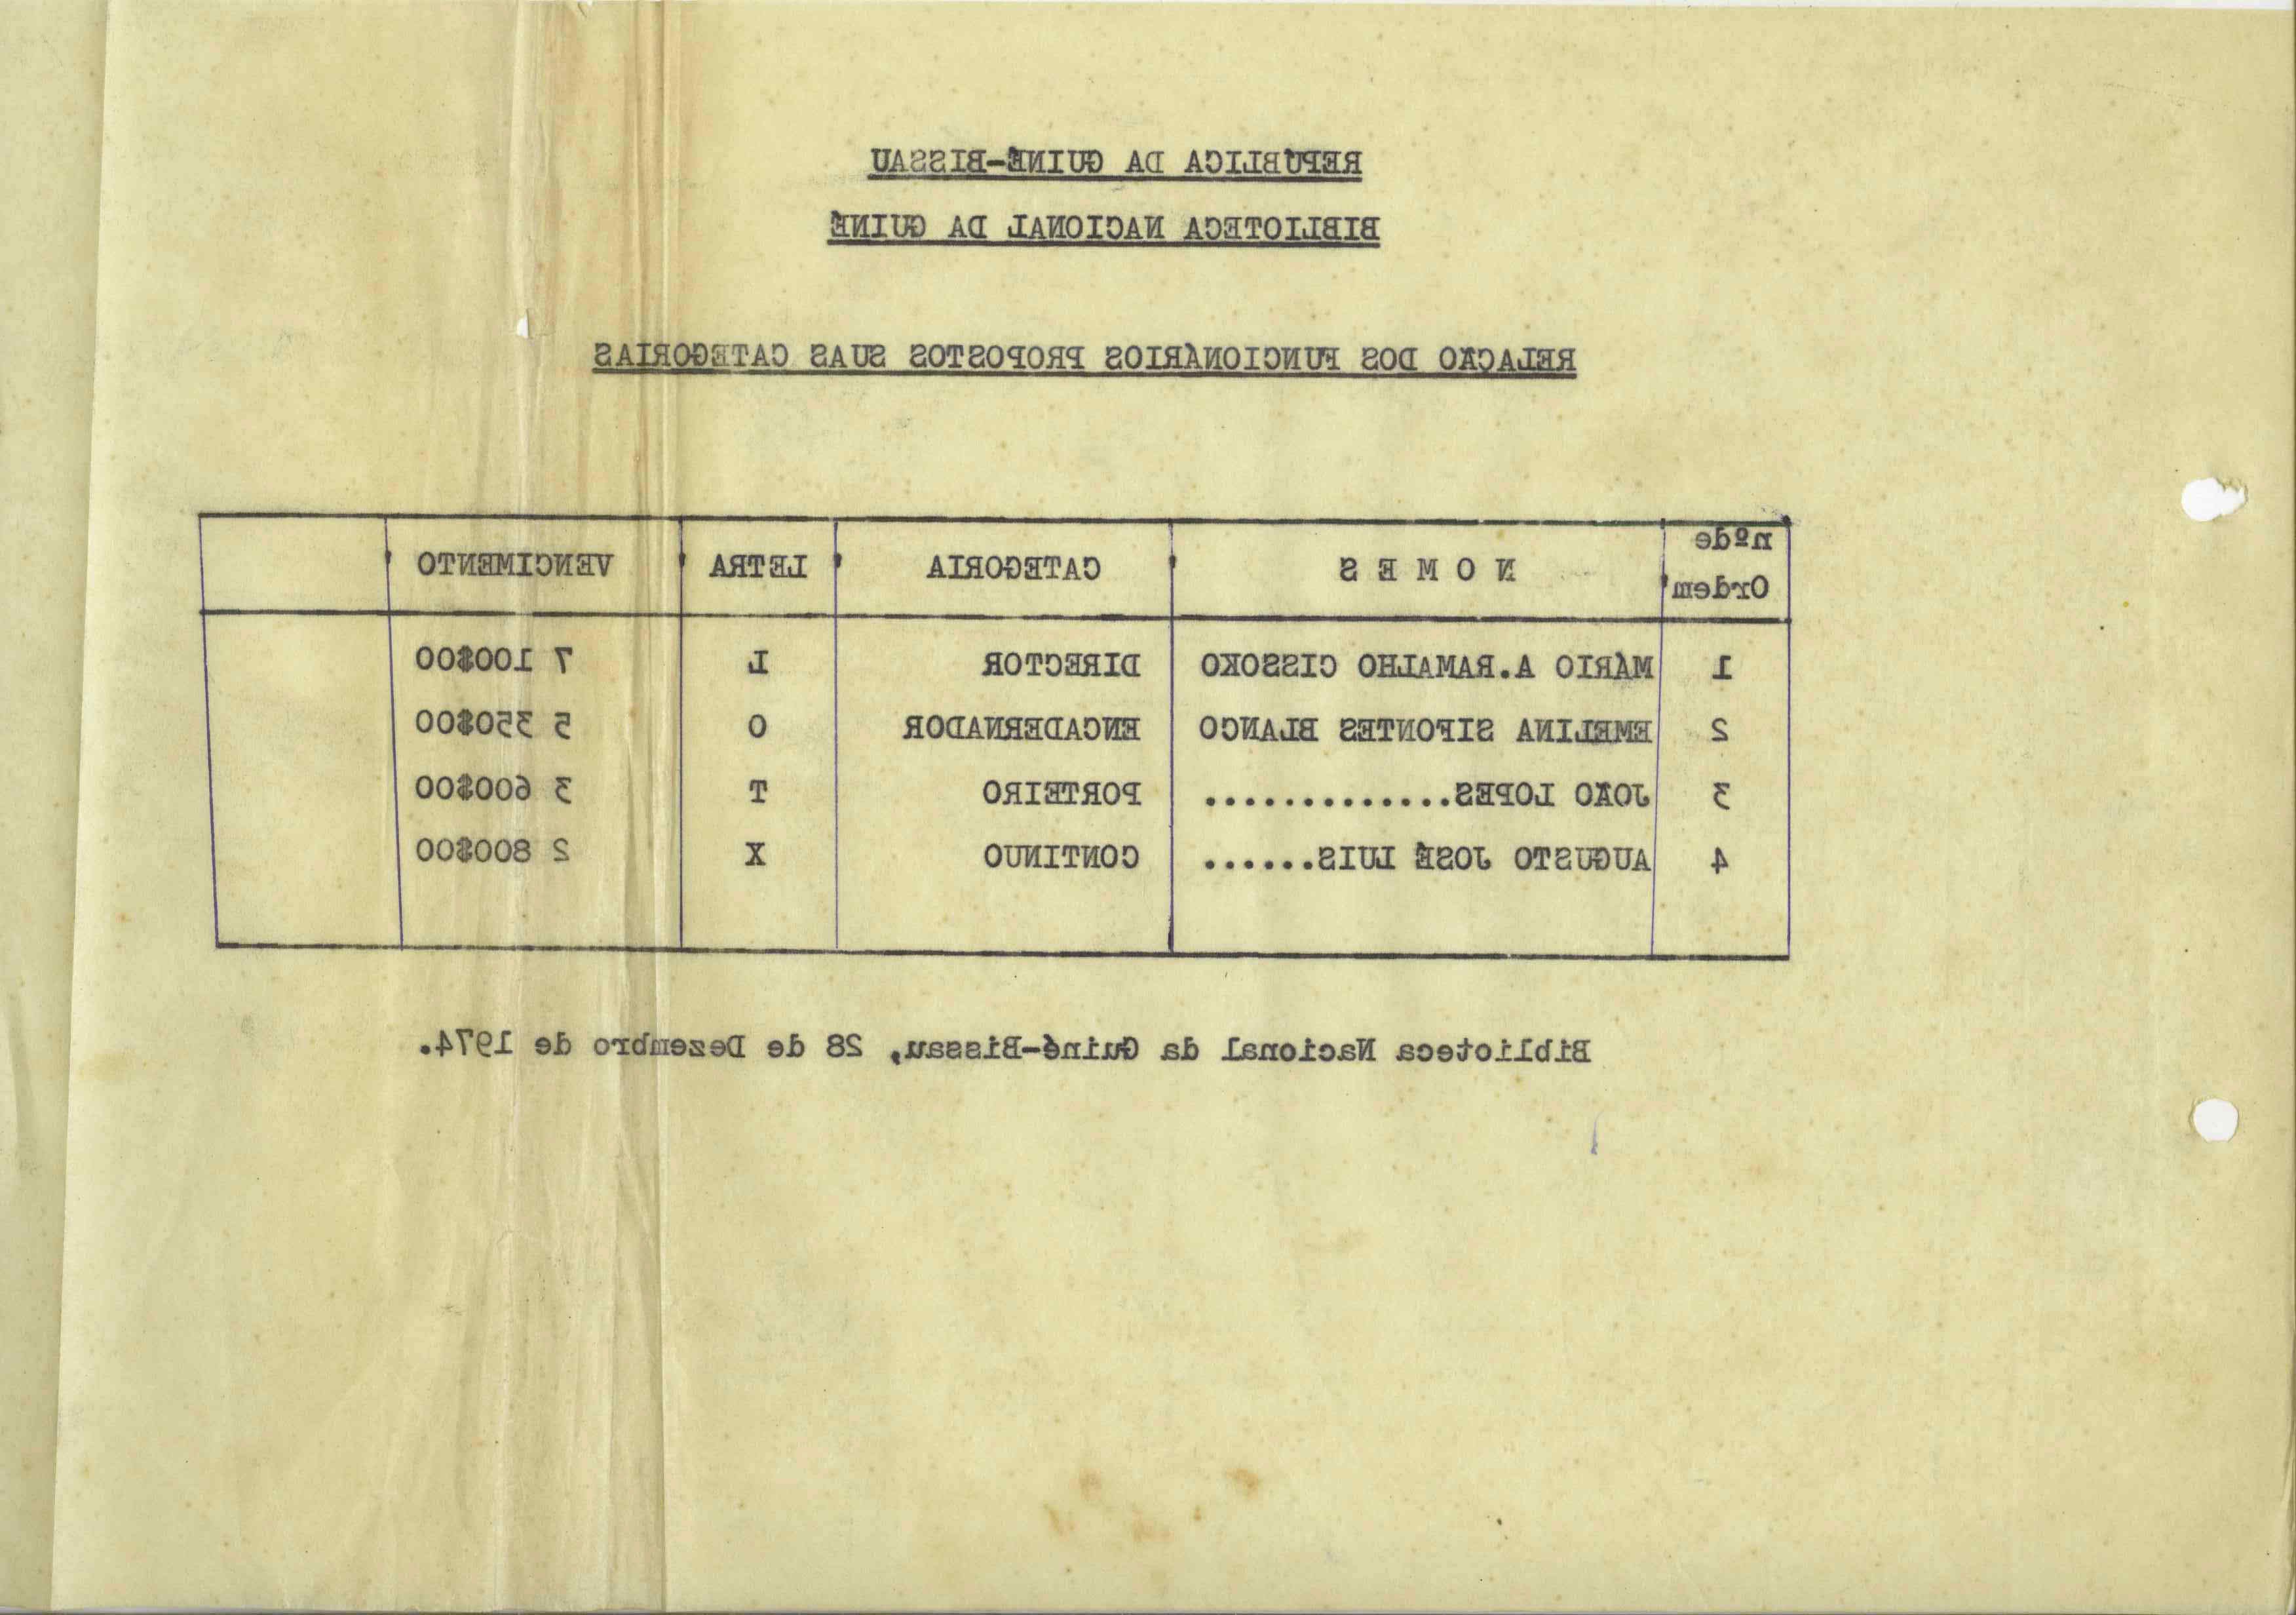 REPÚBLICA DA GUINÉ-BISSAU
BIBLIOTECA NACIONAL DA GUINÉ
RELAÇÃO DOS FUNCIONÁRIOS PROPOSTOS SUAS CATEGORIAS
nºde Ordem N O M E S CATEGORIA LETRA VENCIMENTO
1 MÁRIO A.RAMALHO CISSOKO DIRECTOR L 7 100$00
2 EMELINA SIFONTES BLANCO ENCADERNADOR O 5 350$00
3 JOÃO LOPES............. PORTEIRO T 3 600$00
4 AUGUSTO JOSÉ LUIS...... CONTINUO X 2 800$00
Biblioteca Nacional da Guiné-Bissau, 28 de Dezembro de 1974.